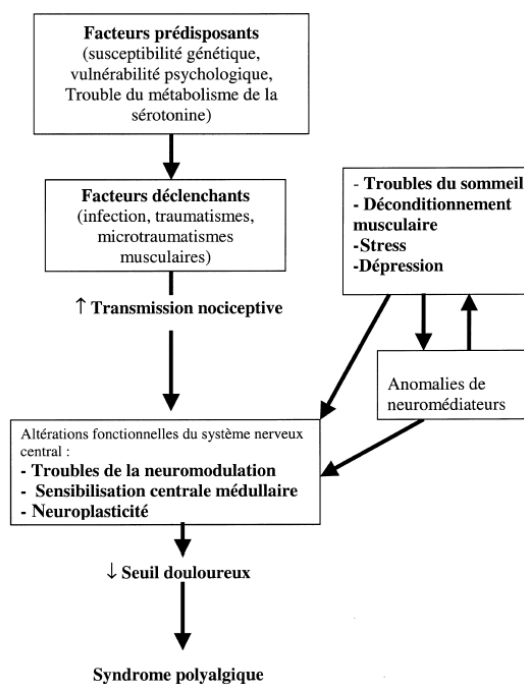 Facteurs prédisposants
(susceptibilité génétique,
vulnérabilité psychologique,
Trouble du métabolisme de la
sérotonine)
Facteurs déclenchants
(infection, traumatismes,
microtraumatismes
musculaires)
- Troubles du sommeil
- Déconditionnement
musculaire
-Stress
-Dépression
↑ Transmission nociceptive
Anomalies de
neuromédiateurs
Altérations fonctionnelles du système nerveux
central :
- Troubles de la neuromodulation
- Sensibilisation centrale médullaire
- Neuroplasticité
↓ Seuil douloureux
Syndrome polyalgique